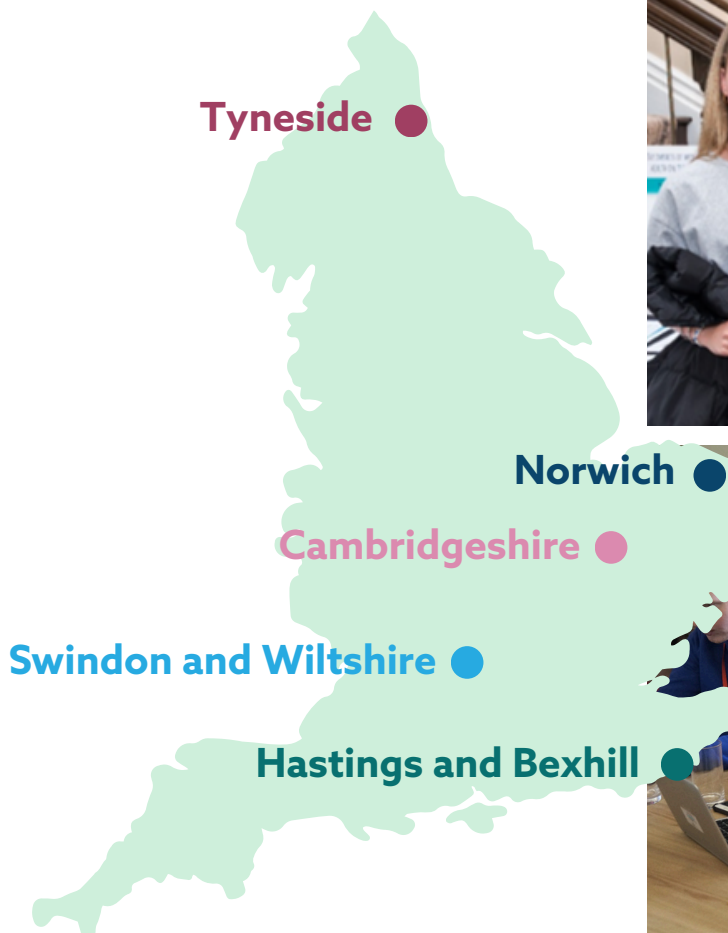 Tyneside
Norwich
Cambridgeshire
Swindon and Wiltshire
Hastings and Bexhill